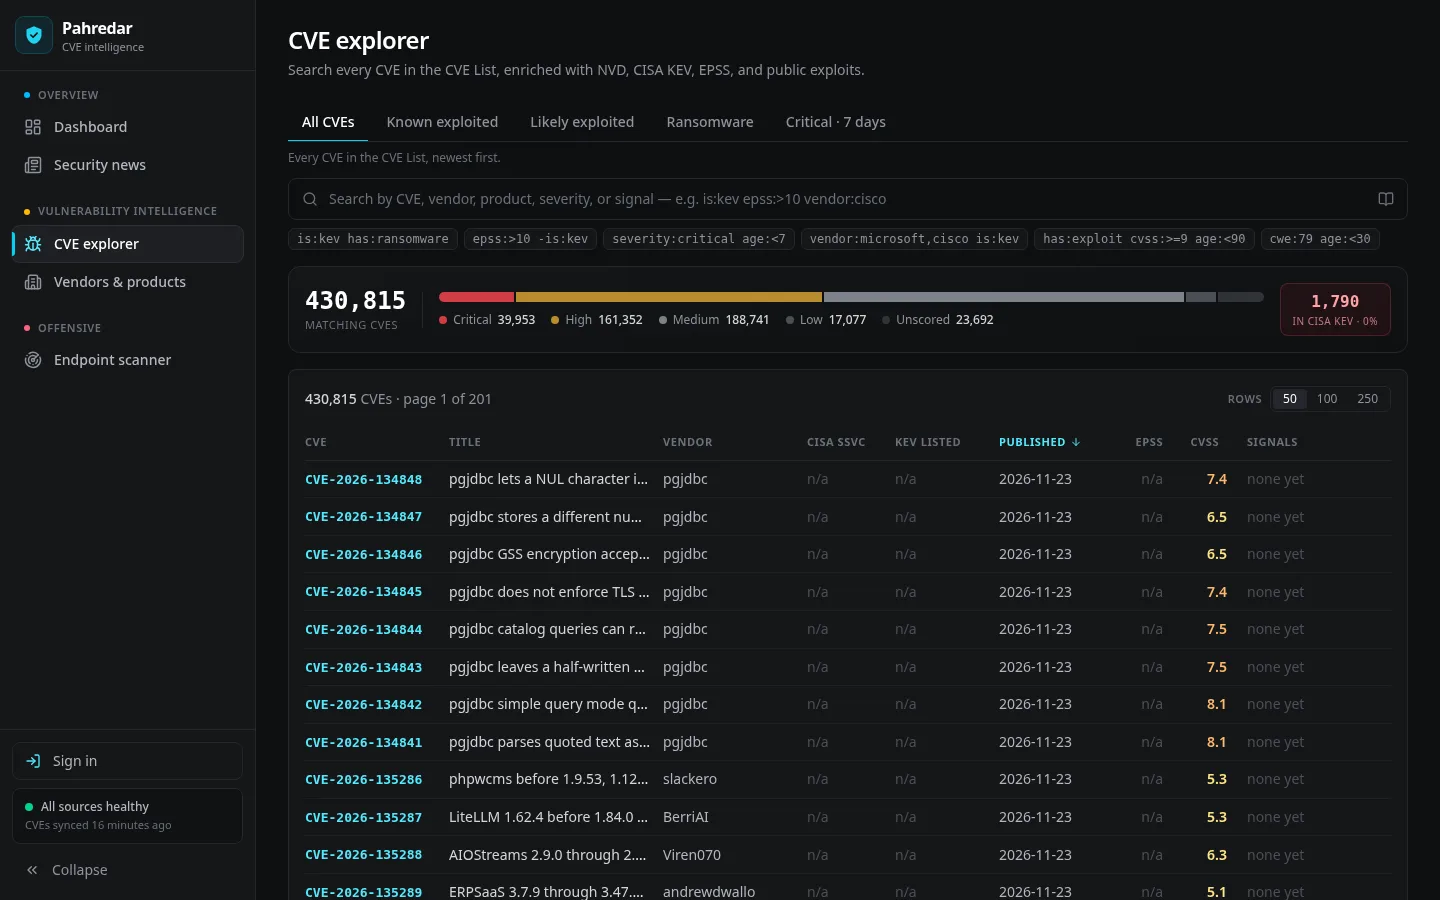 Pahredar
CVE intelligence
OVERVIEW
Dashboard
Security news
VULNERABILITY INTELLIGENCE
CVE explorer
Vendors & products
OFFENSIVE
Endpoint scanner
Sign in
All sources healthy
CVEs synced 16 minutes ago
Collapse
CVE explorer
Search every CVE in the CVE List, enriched with NVD, CISA KEV, EPSS, and public exploits.
All CVEs Known exploited Likely exploited Ransomware Critical · 7 days
Every CVE in the CVE List, newest first.
Search by CVE, vendor, product, severity, or signal — e.g. is:kev epss:>10 vendor:cisco
is:kev has:ransomware epss:>10 -is:kev severity:critical age:<7 vendor:microsoft,cisco is:kev has:exploit cvss:>=9 age:<90 cwe:79 age:<30
430,815
MATCHING CVES
Critical 39,953 High 161,352 Medium 188,741 Low 17,077 Unscored 23,692
1,790
IN CISA KEV · 0%
430,815 CVEs · page 1 of 201
ROWS 50 100 250
CVE TITLE VENDOR CISA SSVC KEV LISTED PUBLISHED ↓ EPSS CVSS SIGNALS
CVE-2026-134848 pgjdbc lets a NUL character i... pgjdbc n/a n/a 2026-11-23 n/a 7.4 none yet
CVE-2026-134847 pgjdbc stores a different nu... pgjdbc n/a n/a 2026-11-23 n/a 6.5 none yet
CVE-2026-134846 pgjdbc GSS encryption accep... pgjdbc n/a n/a 2026-11-23 n/a 6.5 none yet
CVE-2026-134845 pgjdbc does not enforce TLS ... pgjdbc n/a n/a 2026-11-23 n/a 7.4 none yet
CVE-2026-134844 pgjdbc catalog queries can r... pgjdbc n/a n/a 2026-11-23 n/a 7.5 none yet
CVE-2026-134843 pgjdbc leaves a half-written ... pgjdbc n/a n/a 2026-11-23 n/a 7.5 none yet
CVE-2026-134842 pgjdbc simple query mode q... pgjdbc n/a n/a 2026-11-23 n/a 8.1 none yet
CVE-2026-134841 pgjdbc parses quoted text as... pgjdbc n/a n/a 2026-11-23 n/a 8.1 none yet
CVE-2026-135286 phpwcms before 1.9.53, 1.12... slackero n/a n/a 2026-11-23 n/a 5.3 none yet
CVE-2026-135287 LiteLLM 1.62.4 before 1.84.0 ... BerriAI n/a n/a 2026-11-23 n/a 5.3 none yet
CVE-2026-135288 AIOStreams 2.9.0 through 2.... Viren070 n/a n/a 2026-11-23 n/a 6.3 none yet
CVE-2026-135289 ERPSaaS 3.7.9 through 3.47.... andrewdwallo n/a n/a 2026-11-23 n/a 5.1 none yet